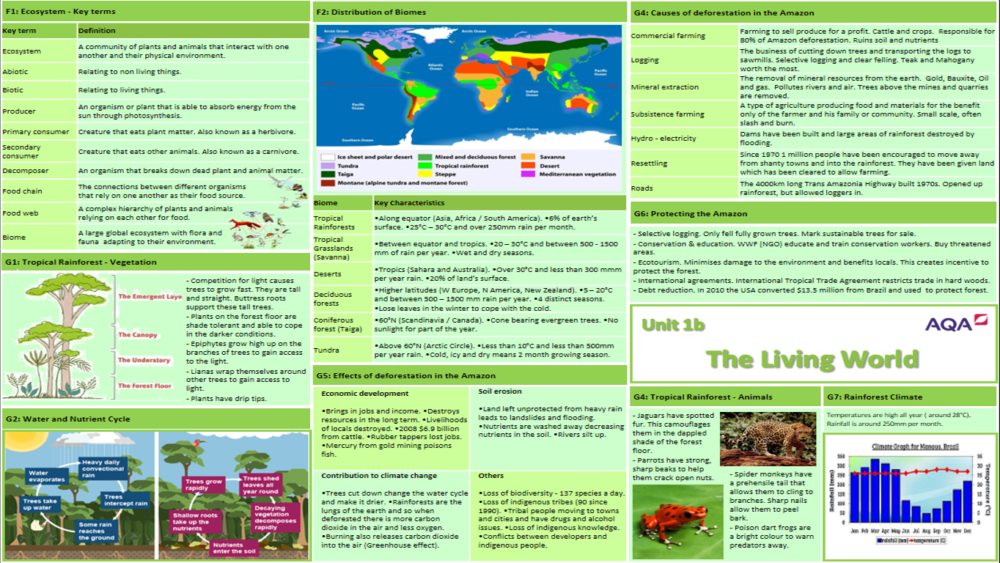 F1: Ecosystem - Key terms
Key term
Definition
Ecosystem
A community of plants and animals that interact with one
another and their physical environment.
Abiotic
Relating to non living things.
Biotic
Relating to living things.
Producer
An organism or plant that is able to absorb energy from the
sun through photosynthesis.
Primary consumer
Creature that eats plant matter. Also known as a herbivore.
Secondary
consumer
Creature that eats other animals. Also known as a carnivore.
Decomposer
An organism that breaks down dead plant and animal matter.
Food chain
The connections between different organisms
that rely on one another as their food source.
Food web
A complex hierarchy of plants and animals
relying on each other for food.
Biome
A large global ecosystem with flora and
fauna adapting to their environment.
G1: Tropical Rainforest - Vegetation
The Emergent Laye
The Canopy
The Understory
The Forest Floor
- Competition for light causes
trees to grow fast. They are tall
and straight. Buttress roots
support these tall trees.
- Plants on the forest floor are
shade tolerant and able to cope
in the darker conditions.
- Epiphytes grow high up on the
branches of trees to gain access
to the light.
- Lianas wrap themselves around
other trees to gain access to
light.
- Plants have drip tips.
G2: Water and Nutrient Cycle
Heavy daily
convectional
rain
Water
evaporates
Trees take
up water
Trees
intercept rain
Some rain
reaches
the ground
Trees grow
rapidly
Trees shed
leaves all
year round
Shallow roots
take up the
nutrients
Decaying
vegetation
decomposes
rapidly
Nutrients
enter the soil
F2: Distribution of Biomes
Arctic Ocean
Arctic Ocean
Atlantic
Ocean
Pacific
Ocean
Indian
Ocean
Pacific
Ocean
Southern Ocean
Southern Ocean
Ice sheet and polar desert
Mixed and deciduous forest
Savanna
Tundra
Tropical rainforest
Desert
Taiga
Steppe
Mediterranean vegetation
Montane (alpine tundra and montane forest)
Biome
Key Characteristics
Tropical
Rainforests
•Along equator (Asia, Africa / South America). •6% of earth's
surface. •25°C – 30°C and over 250mm rain per month.
Tropical
Grasslands
(Savanna)
•Between equator and tropics. •20 – 30°C and between 500 - 1500
mm of rain per year. •Wet and dry seasons.
Deserts
•Tropics (Sahara and Australia). •Over 30°C and less than 300 mmm
per year rain. •20% of land's surface.
Deciduous
forests
•Higher latitudes (W Europe, N America, New Zealand). •5 – 20°C
and between 500 – 1500 mm rain per year. •4 distinct seasons.
•Lose leaves in the winter to cope with the cold.
Coniferous
forest (Taiga)
•60°N (Scandinavia / Canada). •Cone bearing evergreen trees. •No
sunlight for part of the year.
Tundra
•Above 60°N (Arctic Circle). •Less than 10°C and less than 500mm
per year rain. •Cold, icy and dry means 2 month growing season.
G5: Effects of deforestation in the Amazon
Economic development
•Brings in jobs and income. •Destroys
resources in the long term. •Livelihoods
of locals destroyed. •2008 $6.9 billion
from cattle. •Rubber tappers lost jobs.
•Mercury from gold mining poisons
fish.
Soil erosion
•Land left unprotected from heavy rain
leads to landslides and flooding.
•Nutrients are washed away decreasing
nutrients in the soil. •Rivers silt up.
Contribution to climate change
•Trees cut down change the water cycle
and make it drier. •Rainforests are the
lungs of the earth and so when
deforested there is more carbon
dioxide in the air and less oxygen.
•Burning also releases carbon dioxide
into the air (Greenhouse effect).
Others
•Loss of biodiversity - 137 species a day.
•Loss of indigenous tribes (90 since
1990). •Tribal people moving to towns
and cities and have drugs and alcohol
issues. •Loss of indigenous knowledge.
•Conflicts between developers and
indigenous people.
G4: Causes of deforestation in the Amazon
Commercial farming
Farming to sell produce for a profit. Cattle and crops. Responsible for
80% of Amazon deforestation. Ruins soil and nutrients
Logging
The business of cutting down trees and transporting the logs to
sawmills. Selective logging and clear felling. Teak and Mahogany
worth the most.
Mineral extraction
The removal of mineral resources from the earth. Gold, Bauxite, Oil
and gas. Pollutes rivers and air. Trees above the mines and quarries
are removed.
Subsistence farming
A type of agriculture producing food and materials for the benefit
only of the farmer and his family or community. Small scale, often
slash and burn.
Hydro - electricity
Dams have been built and large areas of rainforest destroyed by
flooding.
Resettling
Since 1970 1 million people have been encouraged to move away
from shanty towns and into the rainforest. They have been given land
which has been cleared to allow farming.
Roads
The 4000km long Trans Amazonia Highway built 1970s. Opened up
rainforest, but allowed loggers in.
G6: Protecting the Amazon
- Selective logging. Only fell fully grown trees. Mark sustainable trees for sale.
- Conservation & education. WWF (NGO) educate and train conservation workers. Buy threatened
areas.
- Ecotourism. Minimises damage to the environment and benefits locals. This creates incentive to
protect the forest.
- International agreements. International Tropical Trade Agreement restricts trade in hard woods.
- Debt reduction. In 2010 the USA converted $13.5 million from Brazil and used to protect forest.
Unit 1b
AQA
The Living World
G4: Tropical Rainforest - Animals
- Jaguars have spotted
fur. This camouflages
them in the dappled
shade of the forest
floor.
- Parrots have strong,
sharp beaks to help
them crack open nuts.
- Spider monkeys have
a prehensile tail that
allows them to cling to
branches. Sharp nails
allow them to peel
bark.
- Poison dart frogs are
a bright colour to warn
predators away.
G7: Rainforest Climate
Temperatures are high all year ( around 28°C).
Rainfall is around 250mm per month.
Climate Graph for Manaus, Brazil
Rainfall (mm)
350
300
250
200
150
100
50
0
35
30
25
20
15
10
5
0
Temperature (°C)
Jan Feb Mar Apr May Jun Jul Aug Sep Oct Nov Dec
rainfall (mm) temperature (C)